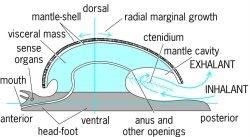 dorsal
mantle-shell
radial marginal growth
visceral mass
ctenidium
sense
organs
mantle cavity
EXHALANT
mouth
INHALANT
anterior
head-foot
ventral
anus and
other openings
posterior